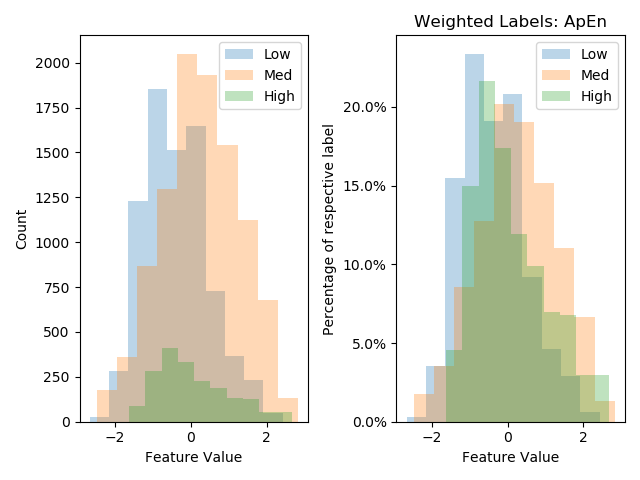 Weighted Labels: ApEn
2000
1750
1500
1250
1000
750
500
250
0
Count
−2
0
2
Feature Value
Low
Med
High
20.0%
15.0%
10.0%
5.0%
0.0%
Percentage of respective label
−2
0
2
Feature Value
Low
Med
High